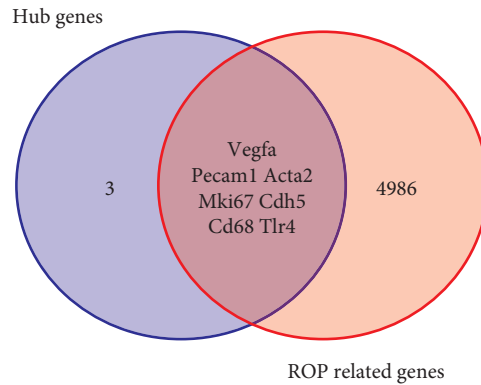 Hub genes
Vegfa
Pecam1 Acta2
3
Mki67 Cdh5
4986
Cd68 Tlr4
ROP related genes